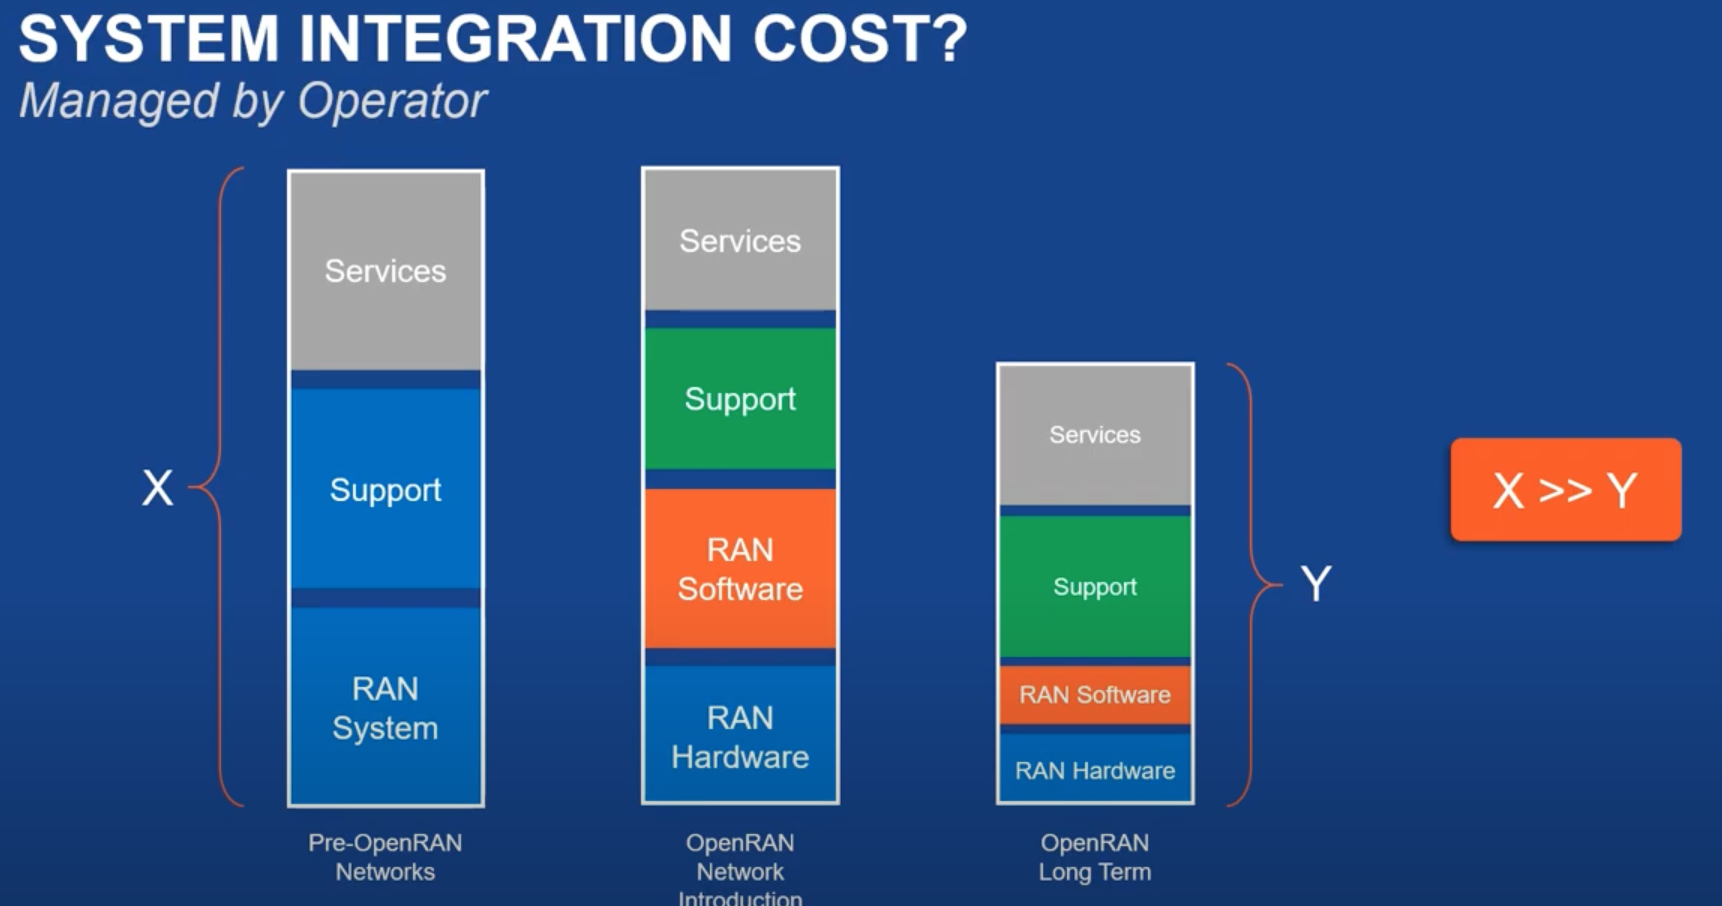 SYSTEM INTEGRATION COST?
Managed by Operator
X
Services
Support
RAN
System
Pre-OpenRAN
Networks
Services
Support
RAN
Software
RAN
Hardware
OpenRAN
Network
Introduction
Services
Support
RAN Software
RAN Hardware
OpenRAN
Long Term
Y
X >> Y